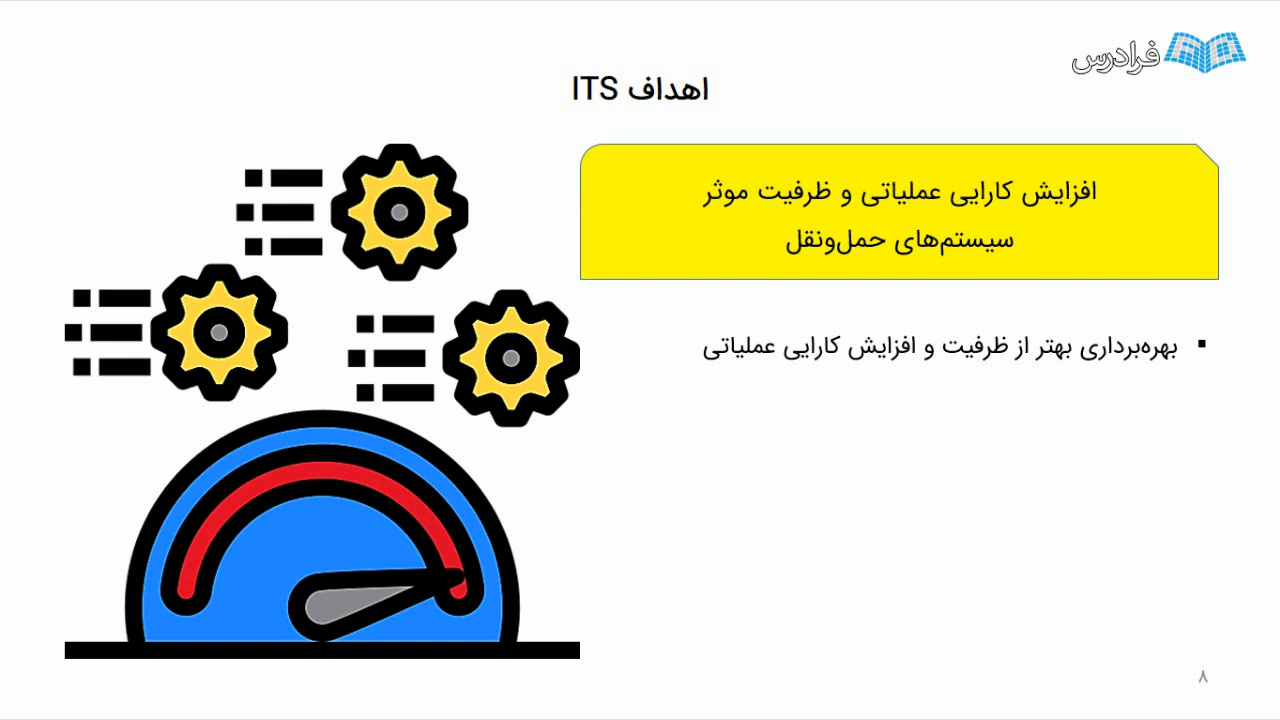 فرادرس
اهداف ITS
افزایش کارایی عملیاتی و ظرفیت موثر
سیستم‌های حمل‌ونقل
▪ بهره‌برداری بهتر از ظرفیت و افزایش کارایی عملیاتی
۸